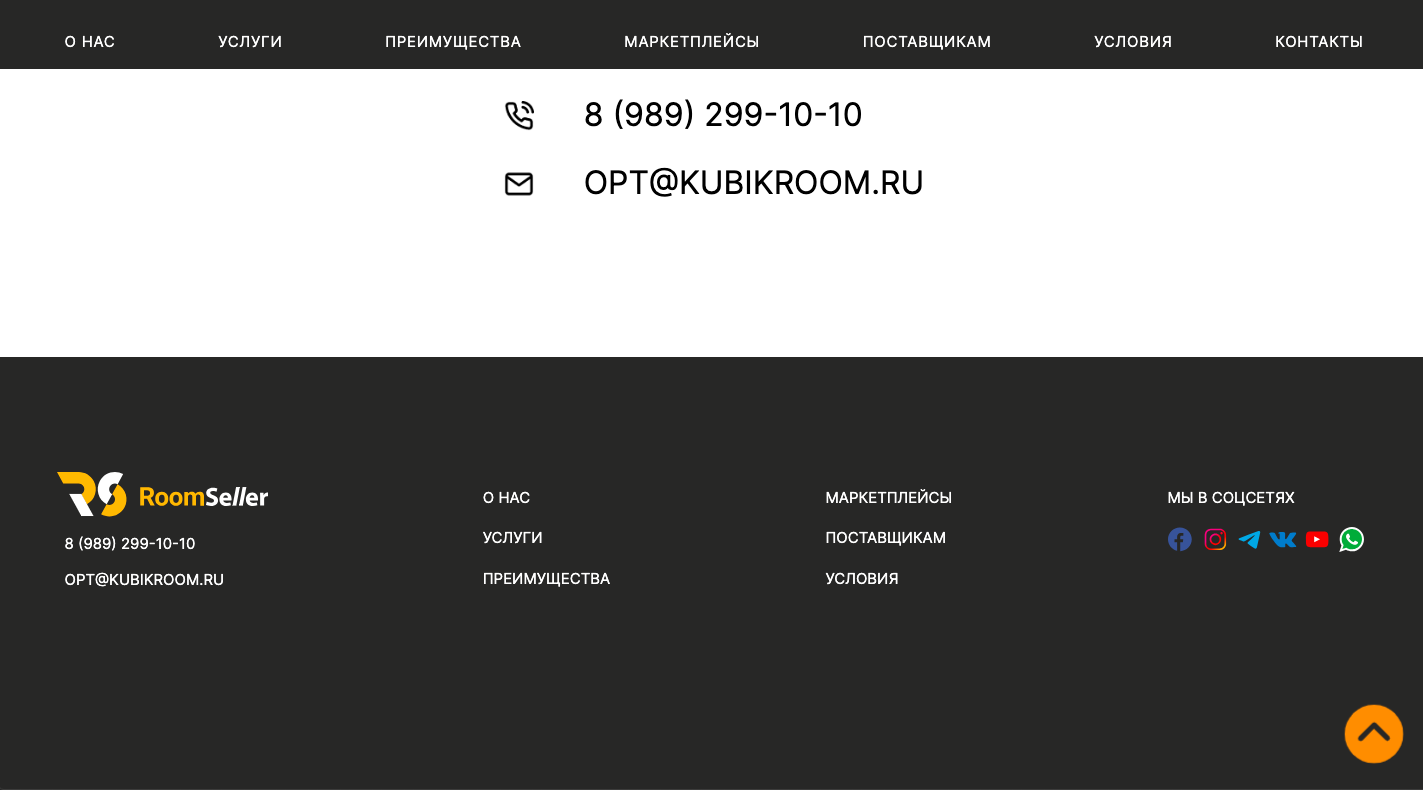 О НАС УСЛУГИ ПРЕИМУЩЕСТВА МАРКЕТПЛЕЙСЫ ПОСТАВЩИКАМ УСЛОВИЯ КОНТАКТЫ
8 (989) 299-10-10
OPT@KUBIKROOM.RU
RS RoomSeller
8 (989) 299-10-10
OPT@KUBIKROOM.RU
О НАС
УСЛУГИ
ПРЕИМУЩЕСТВА
МАРКЕТПЛЕЙСЫ
ПОСТАВЩИКАМ
УСЛОВИЯ
МЫ В СОЦСЕТЯХ